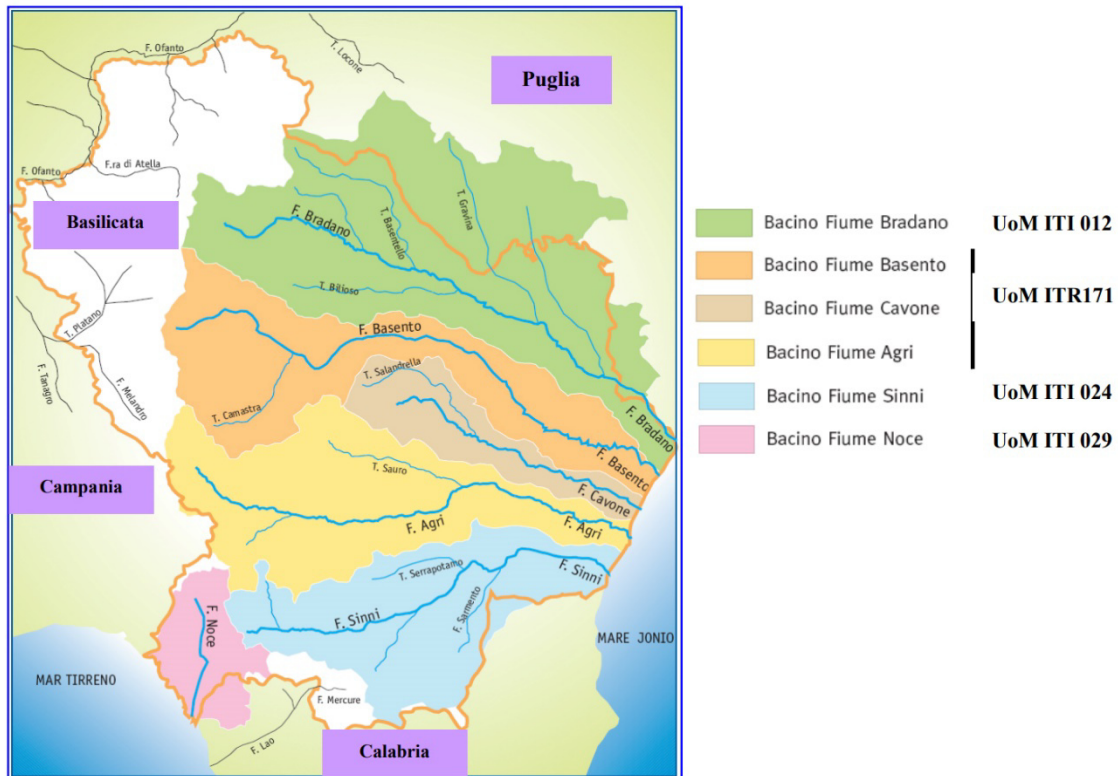 F. Ofanto
T. Locone
Puglia
F. Ofanto
F.ra di Atella
Basilicata
F. Bradano
T. Basentello
T. Gravina
T. Bilioso
T. Platano
F. Tanagro
F. Melandro
F. Basento
T. Salandrella
T. Camastra
F. Bradano
F. Basento
Campania
T. Sauro
F. Cavone
F. Agri
F. Agri
T. Serrapotamo
F. Sinni
F. Noce
F. Sinni
F. Sarmento
MARE JONIO
MAR TIRRENO
F. Mercure
F. Lao
Calabria
Bacino Fiume Bradano UoM ITI 012
Bacino Fiume Basento
Bacino Fiume Cavone UoM ITR171
Bacino Fiume Agri
Bacino Fiume Sinni UoM ITI 024
Bacino Fiume Noce UoM ITI 029